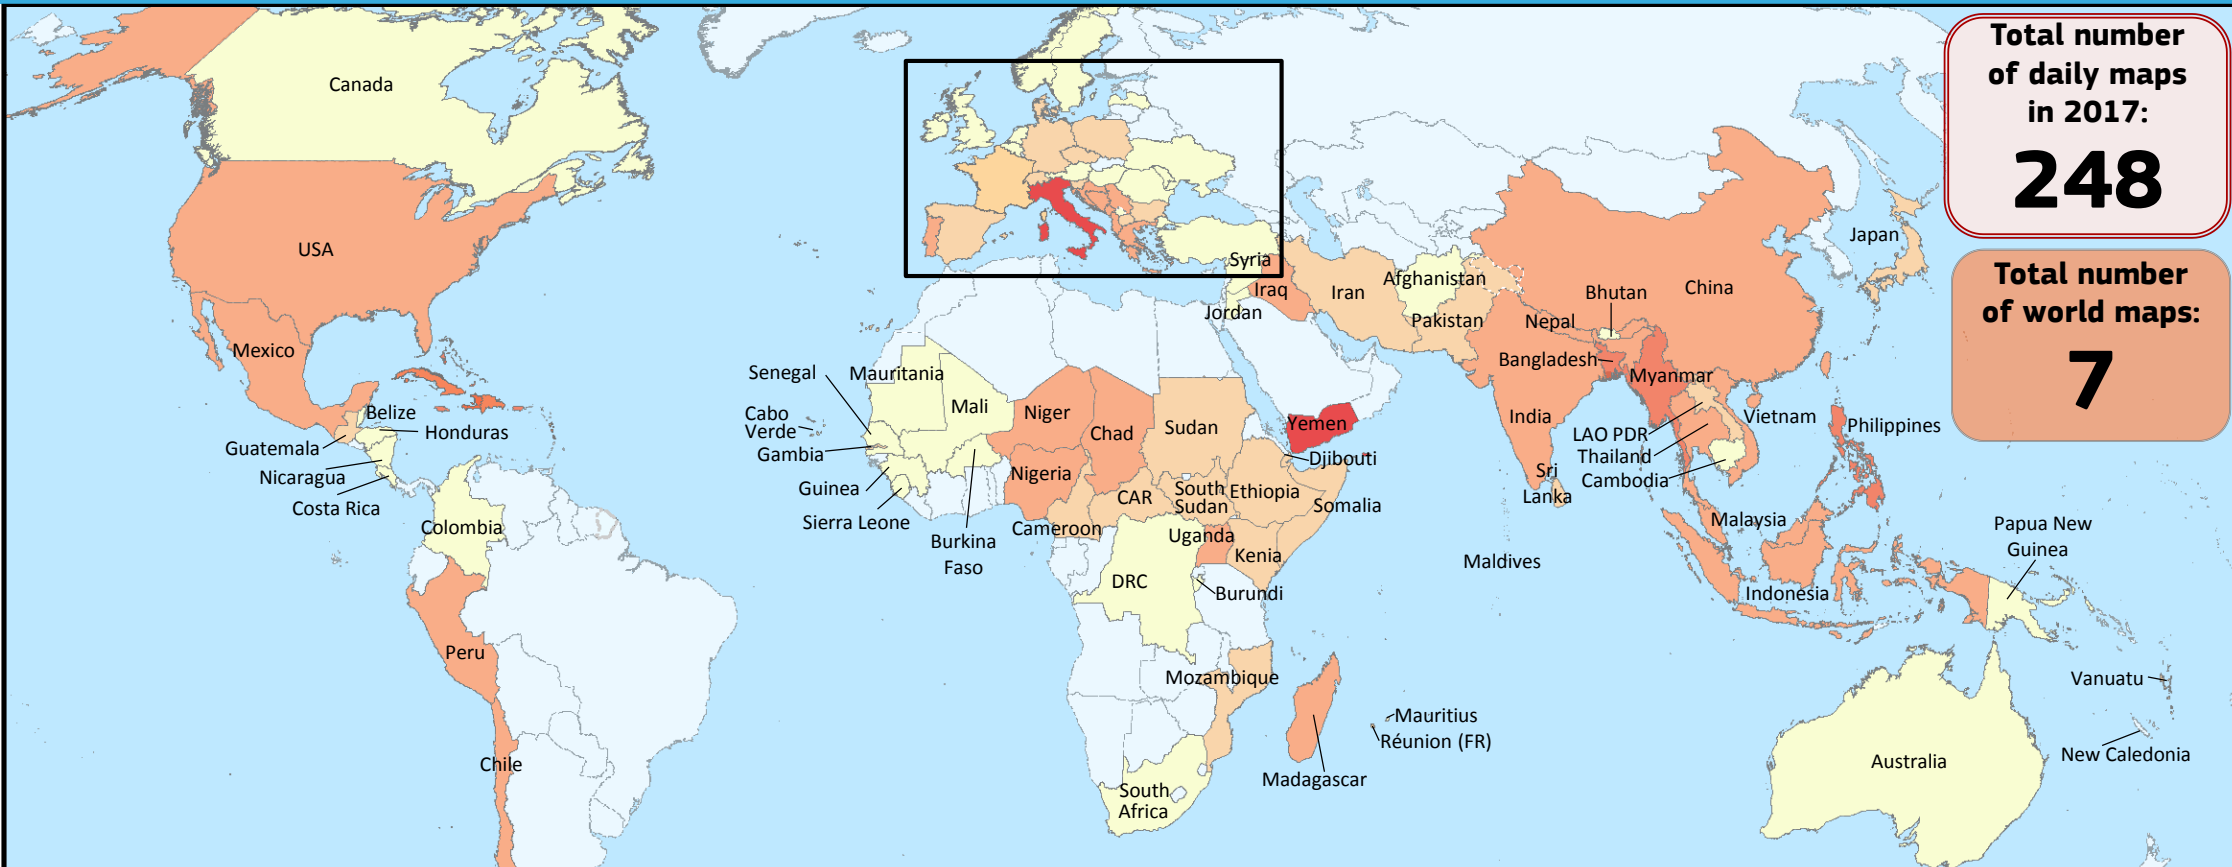 Total number
of daily maps
in 2017:
248
Total number
of world maps:
7
Canada
USA
Mexico
Belize
Honduras
Guatemala
Nicaragua
Costa Rica
Colombia
Peru
Chile
Syria
Iraq
Jordan
Iran
Afghanistan
Pakistan
Nepal
Bhutan
China
Japan
Bangladesh
Myanmar
India
Sri
Lanka
Maldives
LAO PDR
Thailand
Cambodia
Vietnam
Philippines
Malaysia
Indonesia
Papua New
Guinea
Vanuatu
New Caledonia
Australia
Senegal
Mauritania
Mali
Cabo
Verde
Gambia
Guinea
Sierra Leone
Burkina
Faso
Niger
Nigeria
Chad
Cameroon
CAR
Sudan
South
Sudan
Ethiopia
Yemen
Djibouti
Somalia
Uganda
Kenia
DRC
Burundi
Mozambique
Madagascar
Mauritius
Réunion (FR)
South
Africa